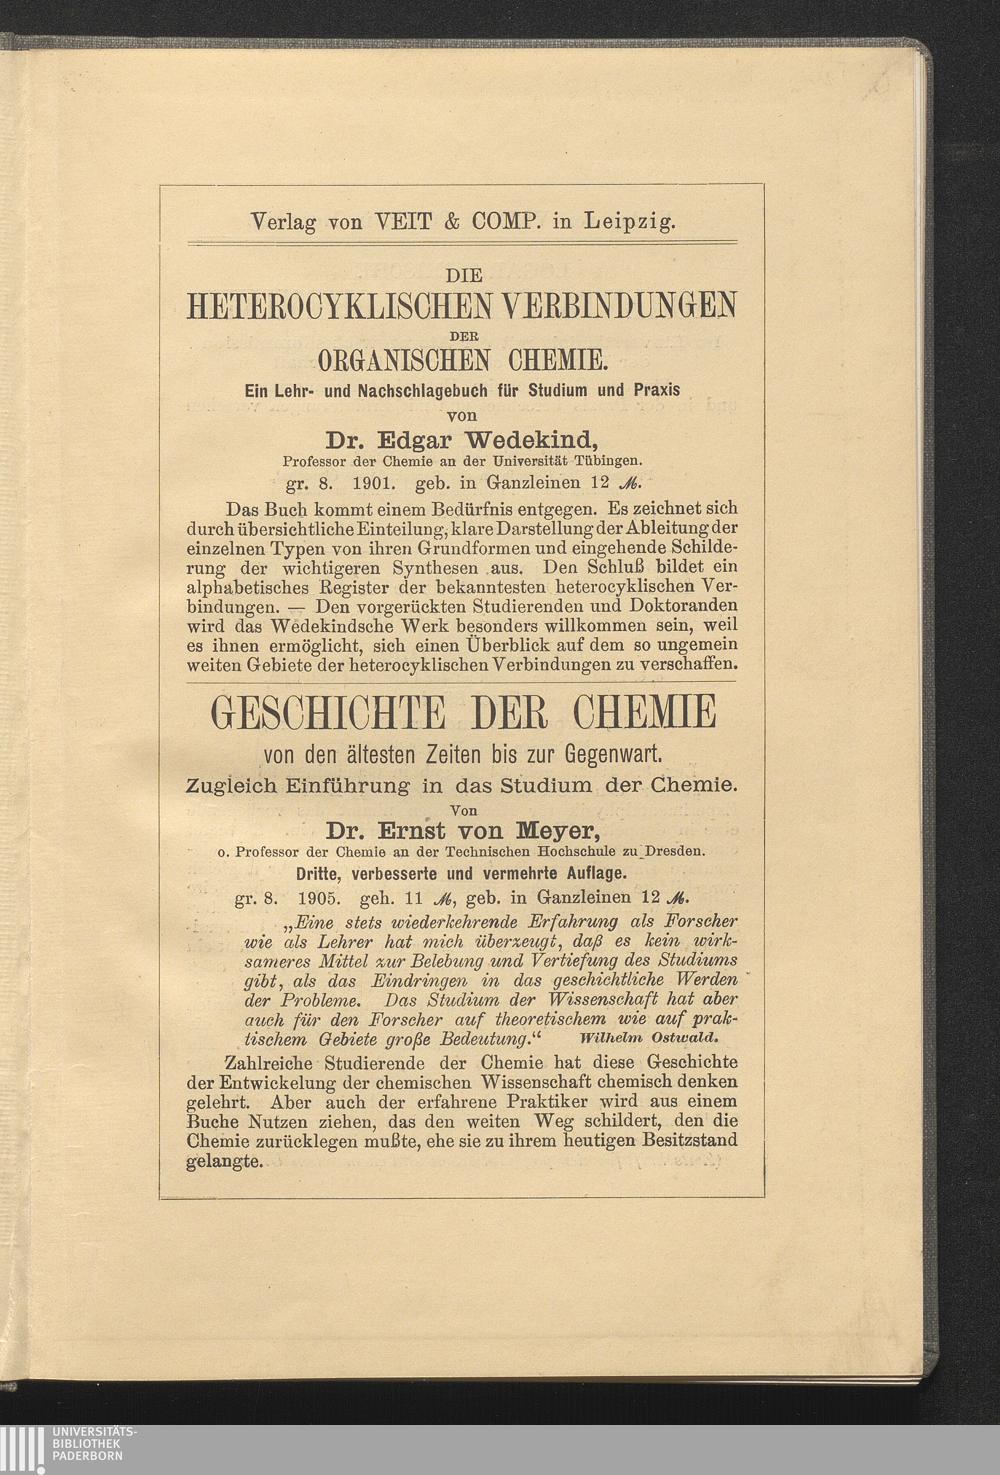 Verlag von VEIT & COMP. in Leipzig.
DIE
HETEROCYKLISCHEN VERBINDUNGEN
DER
ORGANISCHEN CHEMIE.
Ein Lehr- und Nachschlagebuch für Studium und Praxis
von
Dr. Edgar Wedekind,
Professor der Chemie an der Universität Tübingen.
gr. 8. 1901. geb. in Ganzleinen 12 ℳ.
Das Buch kommt einem Bedürfnis entgegen. Es zeichnet sich
durch übersichtliche Einteilung, klare Darstellung der Ableitung der
einzelnen Typen von ihren Grundformen und eingehende Schilde-
rung der wichtigeren Synthesen aus. Den Schluß bildet ein
alphabetisches Register der bekanntesten heterocyklischen Ver-
bindungen. — Den vorgerückten Studierenden und Doktoranden
wird das Wedekindsche Werk besonders willkommen sein, weil
es ihnen ermöglicht, sich einen Überblick auf dem so ungemein
weiten Gebiete der heterocyklischen Verbindungen zu verschaffen.
GESCHICHTE DER CHEMIE
von den ältesten Zeiten bis zur Gegenwart.
Zugleich Einführung in das Studium der Chemie.
Von
Dr. Ernst von Meyer,
o. Professor der Chemie an der Technischen Hochschule zu Dresden.
Dritte, verbesserte und vermehrte Auflage.
gr. 8. 1905. geh. 11 ℳ, geb. in Ganzleinen 12 ℳ.
„Eine stets wiederkehrende Erfahrung als Forscher
wie als Lehrer hat mich überzeugt, daß es kein wirk-
sameres Mittel zur Belebung und Vertiefung des Studiums
gibt, als das Eindringen in das geschichtliche Werden
der Probleme. Das Studium der Wissenschaft hat aber
auch für den Forscher auf theoretischem wie auf prak-
tischem Gebiete große Bedeutung.“ Wilhelm Ostwald.
Zahlreiche Studierende der Chemie hat diese Geschichte
der Entwickelung der chemischen Wissenschaft chemisch denken
gelehrt. Aber auch der erfahrene Praktiker wird aus einem
Buche Nutzen ziehen, das den weiten Weg schildert, den die
Chemie zurücklegen mußte, ehe sie zu ihrem heutigen Besitzstand
gelangte.
UNIVERSITÄTS-
BIBLIOTHEK
PADERBORN